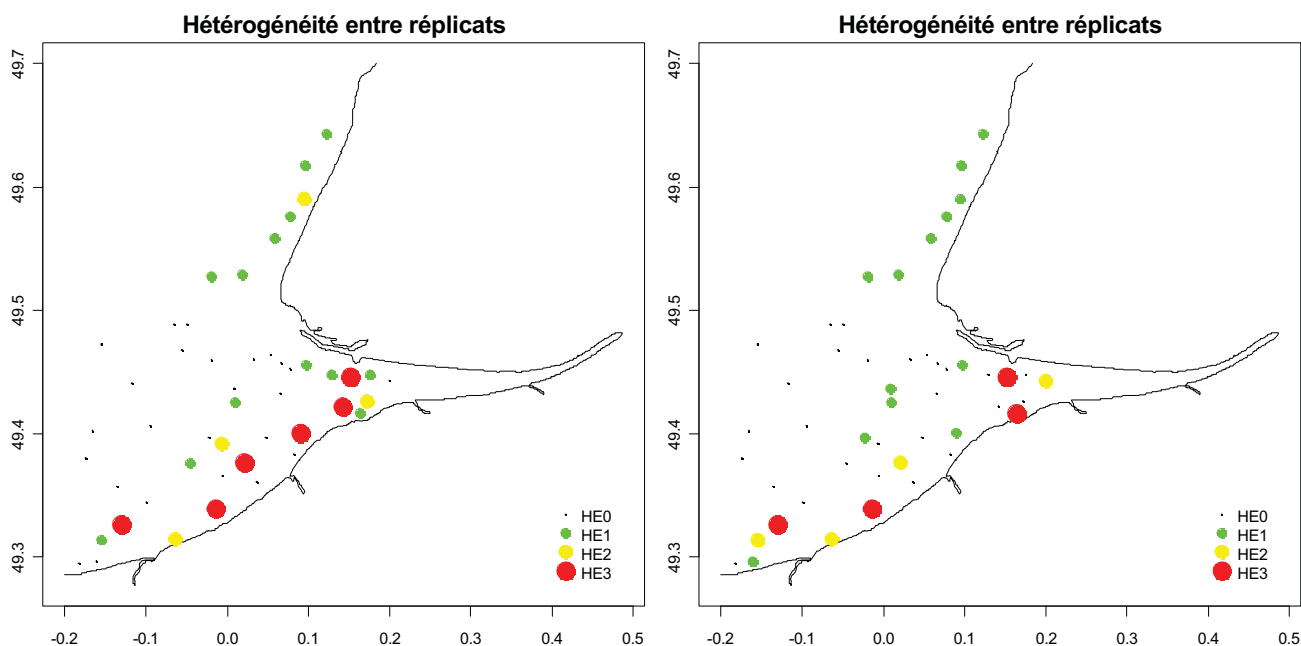 Hétérogénéité entre réplicats
49.7
49.6
49.5
49.4
49.3
-0.2 -0.1 0.0 0.1 0.2 0.3 0.4 0.5
HE0
HE1
HE2
HE3
Hétérogénéité entre réplicats
49.7
49.6
49.5
49.4
49.3
-0.2 -0.1 0.0 0.1 0.2 0.3 0.4 0.5
HE0
HE1
HE2
HE3